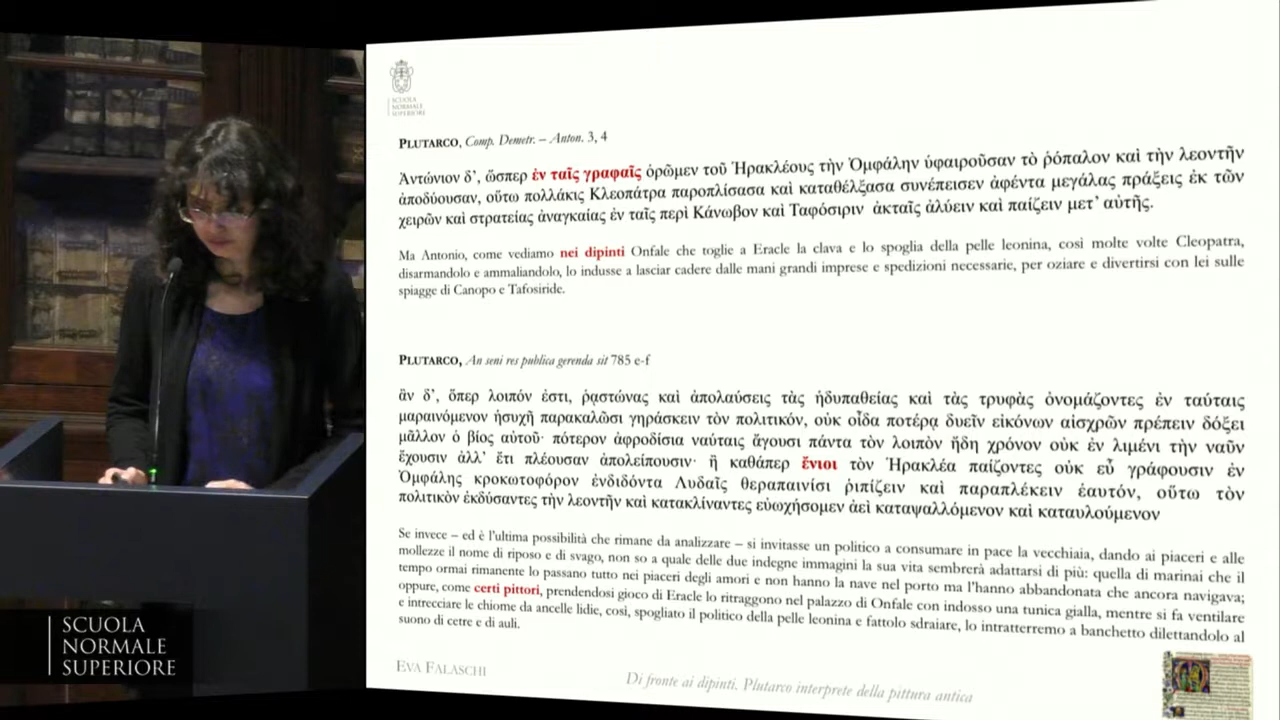 SCUOLA
NORMALE
SUPERIORE
PLUTARCO, Comp. Demetr. – Anton. 3, 4
Ἀντώνιον δ’, ὥσπερ ἐν ταῖς γραφαῖς ὁρῶμεν τοῦ Ἡρακλέους τὴν Ὀμφάλην ὑφαιροῦσαν τὸ ῥόπαλον καὶ τὴν λεοντῆν
ἀποδύουσαν, οὕτω πολλάκις Κλεοπάτρα παροπλίσασα καὶ καταθέλξασα συνέπεισεν ἀφέντα μεγάλας πράξεις ἐκ τῶν
χειρῶν καὶ στρατείας ἀναγκαίας ἐν ταῖς περὶ Κάνωβον καὶ Ταφόσιριν ἀκταῖς ἀλύειν καὶ παίζειν μετ’ αὐτῆς.
Ma Antonio, come vediamo nei dipinti Onfale che toglie a Eracle la clava e lo spoglia della pelle leonina, così molte volte Cleopatra,
disarmandolo e ammaliandolo, lo indusse a lasciar cadere dalle mani grandi imprese e spedizioni necessarie, per oziare e divertirsi con lei sulle
spiagge di Canopo e Tafosiride.
PLUTARCO, An seni res publica gerenda sit 785 e-f
ἂν δ’, ὅπερ λοιπόν ἐστι, ῥᾳστώνας καὶ ἀπολαύσεις τὰς ἡδυπαθείας καὶ τὰς τρυφὰς ὀνομάζοντες ἐν ταύταις
μαραινόμενον ἡσυχῆ παρακαλῶσι γηράσκειν τὸν πολιτικόν, οὐκ οἶδα ποτέρᾳ δυεῖν εἰκόνων αἰσχρῶν πρέπειν δόξει
μᾶλλον ὁ βίος αὐτοῦ· πότερον ἀφροδίσια ναύταις ἄγουσι πάντα τὸν λοιπὸν ἤδη χρόνον οὐκ ἐν λιμένι τὴν ναῦν
ἔχουσιν ἀλλ’ ἔτι πλέουσαν ἀπολείπουσιν· ἢ καθάπερ ἔνιοι τὸν Ἡρακλέα παίζοντες οὐκ εὖ γράφουσιν ἐν
Ὀμφάλης κροκωτοφόρον ἐνδιδόντα Λυδαῖς θεραπαινίσι ῥιπίζειν καὶ παραπλέκειν ἑαυτόν, οὕτω τὸν
πολιτικὸν ἐκδύσαντες τὴν λεοντῆν καὶ κατακλίναντες εὐωχήσομεν ἀεὶ καταψαλλόμενον καὶ καταυλούμενον
Se invece – ed è l’ultima possibilità che rimane da analizzare – si invitasse un politico a consumare in pace la vecchiaia, dando ai piaceri e alle
mollezze il nome di riposo e di svago, non so a quale delle due indegne immagini la sua vita sembrerà adattarsi di più: quella di marinai che il
tempo ormai rimanente lo passano tutto nei piaceri degli amori e non hanno la nave nel porto ma l’hanno abbandonata che ancora navigava;
oppure, come certi pittori, prendendosi gioco di Eracle lo ritraggono nel palazzo di Onfale con indosso una tunica gialla, mentre si fa ventilare
e intrecciare le chiome da ancelle lidie, così, spogliato il politico della pelle leonina e fattolo sdraiare, lo intratterremo a banchetto dilettandolo al
suono di cetre e di auli.
EVA FALASCHI
Di fronte ai dipinti. Plutarco interprete della pittura antica
SCUOLA
NORMALE
SUPERIORE